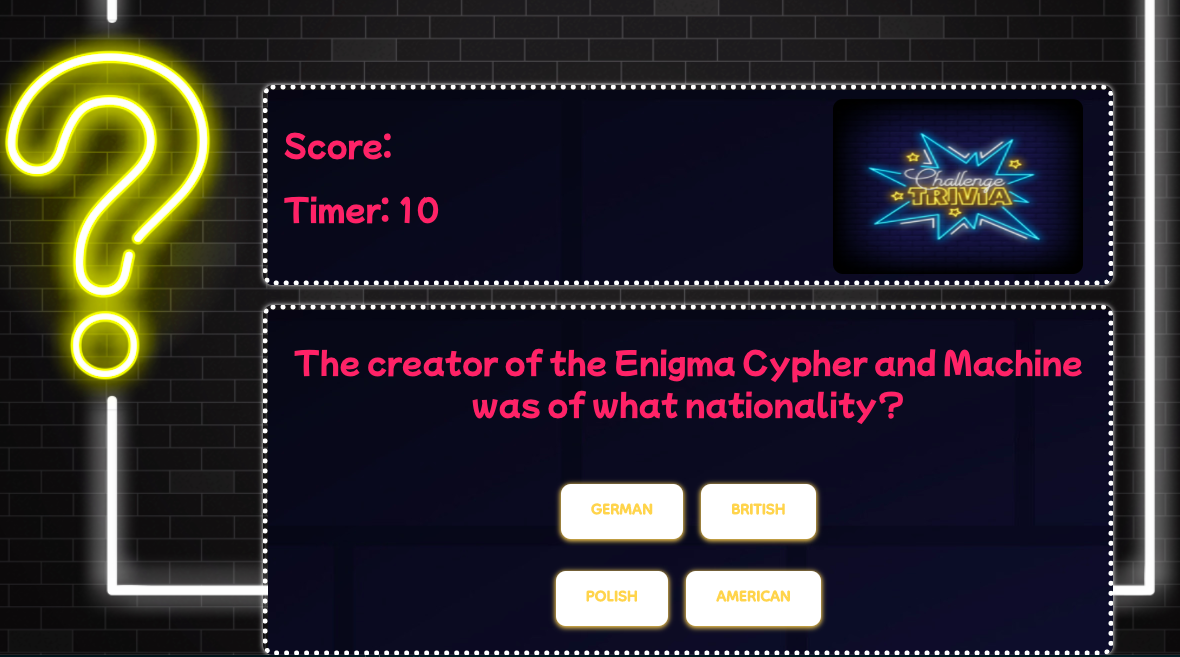 Score:
Timer: 10
Challenge
TRIVIA
The creator of the Enigma Cypher and Machine
was of what nationality?
GERMAN
BRITISH
POLISH
AMERICAN